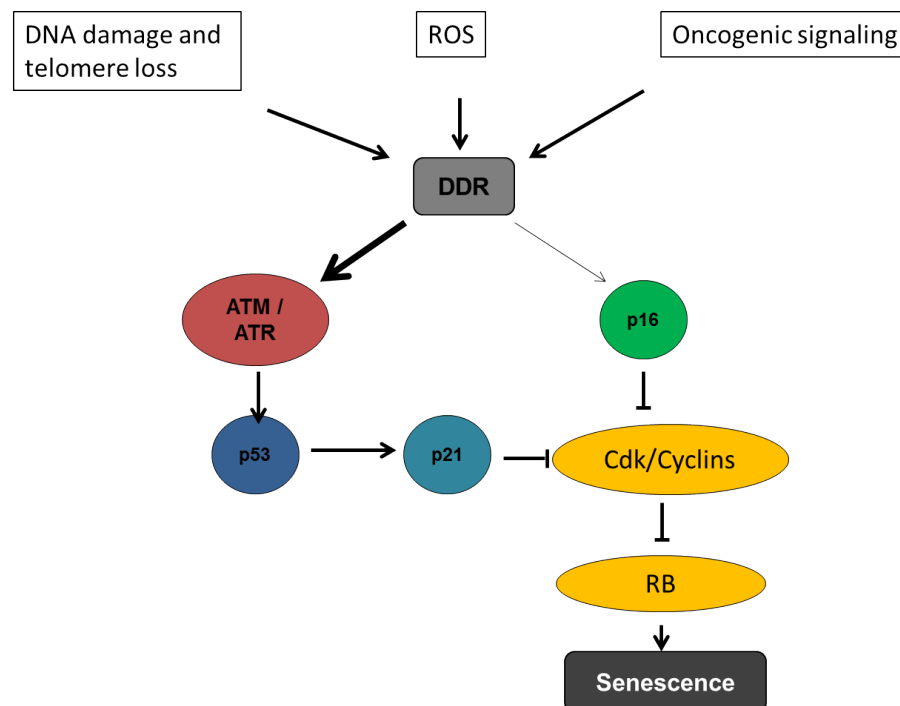 DNA damage and
telomere loss
ROS
Oncogenic signaling
DDR
ATM /
ATR
p16
p53
p21
Cdk/Cyclins
RB
Senescence